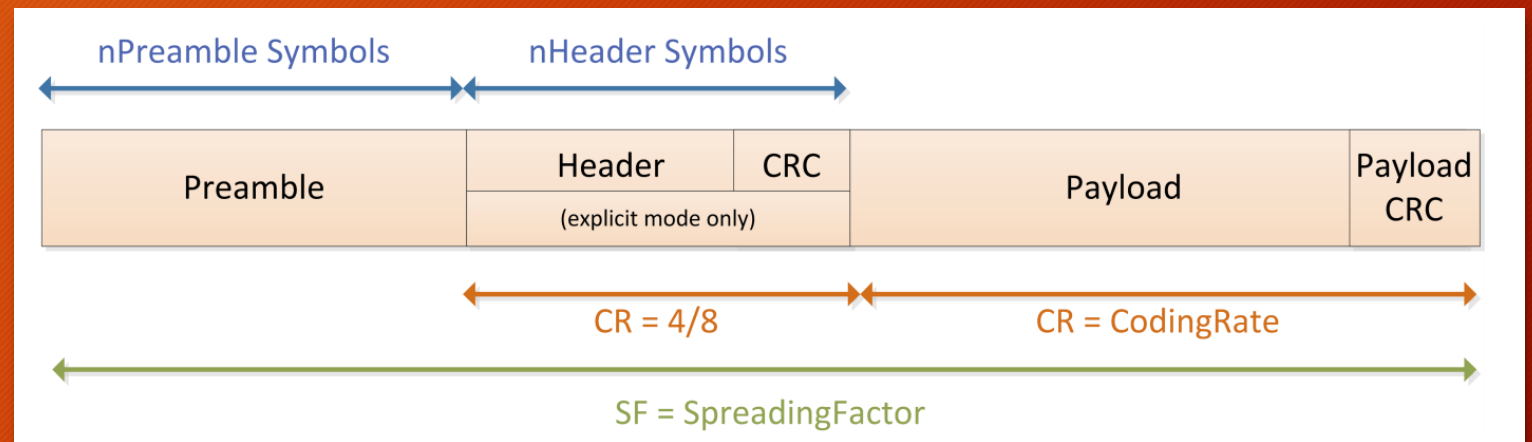 nPreamble Symbols
nHeader Symbols
Preamble
Header
CRC
(explicit mode only)
Payload
Payload
CRC
CR = 4/8
CR = CodingRate
SF = SpreadingFactor